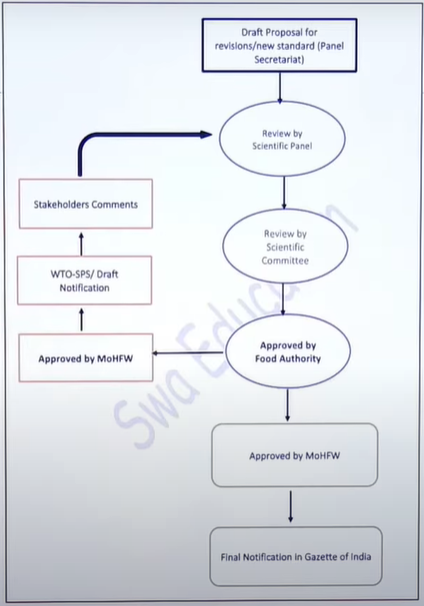 Draft Proposal for
revisions/new standard (Panel
Secretariat)
Review by
Scientific Panel
Stakeholders Comments
Review by
Scientific
Committee
WTO-SPS/ Draft
Notification
Approved by MoHFW
Approved by
Food Authority
Approved by MoHFW
Final Notification in Gazette of India
Swa Educa